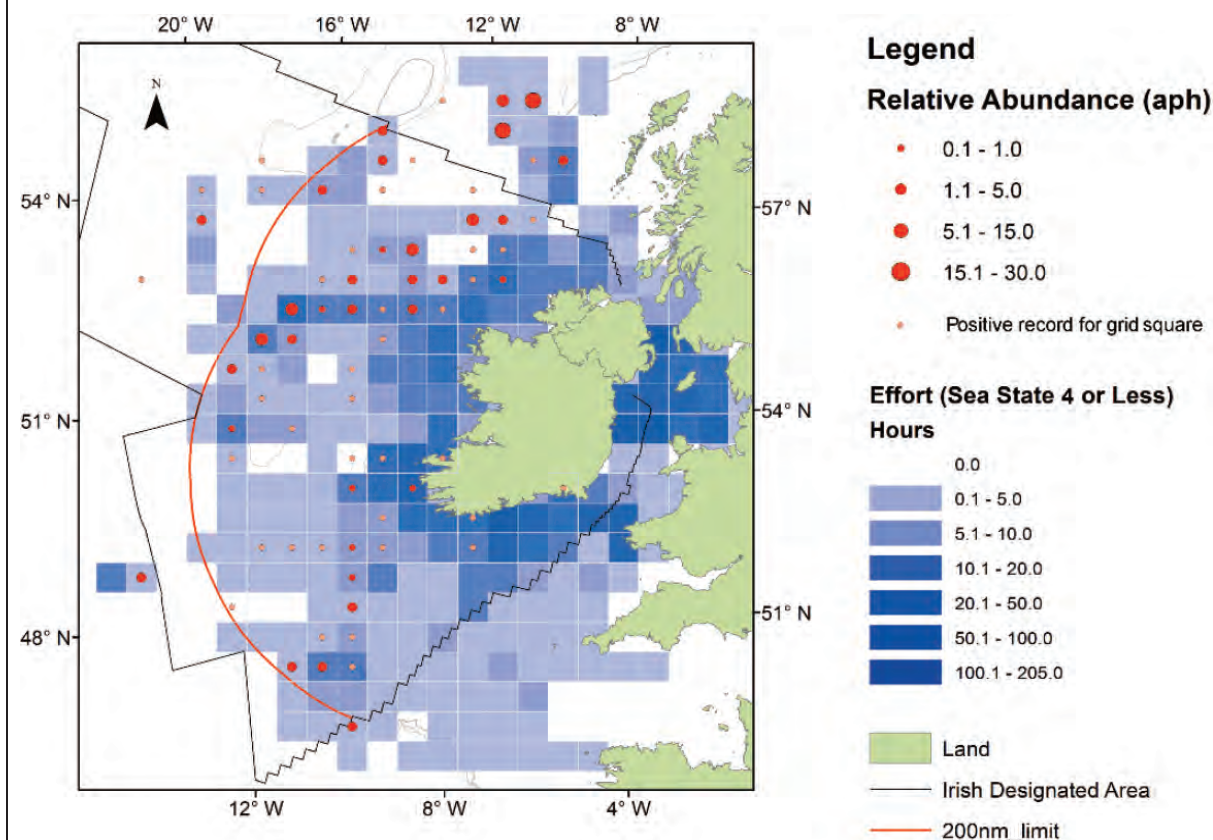 20° W 16° W 12° W 8° W
N
54° N
57° N
51° N
54° N
48° N
51° N
12° W 8° W 4° W
Legend
Relative Abundance (aph)
0.1 - 1.0
1.1 - 5.0
5.1 - 15.0
15.1 - 30.0
Positive record for grid square
Effort (Sea State 4 or Less)
Hours
0.0
0.1 - 5.0
5.1 - 10.0
10.1 - 20.0
20.1 - 50.0
50.1 - 100.0
100.1 - 205.0
Land
Irish Designated Area
200nm limit